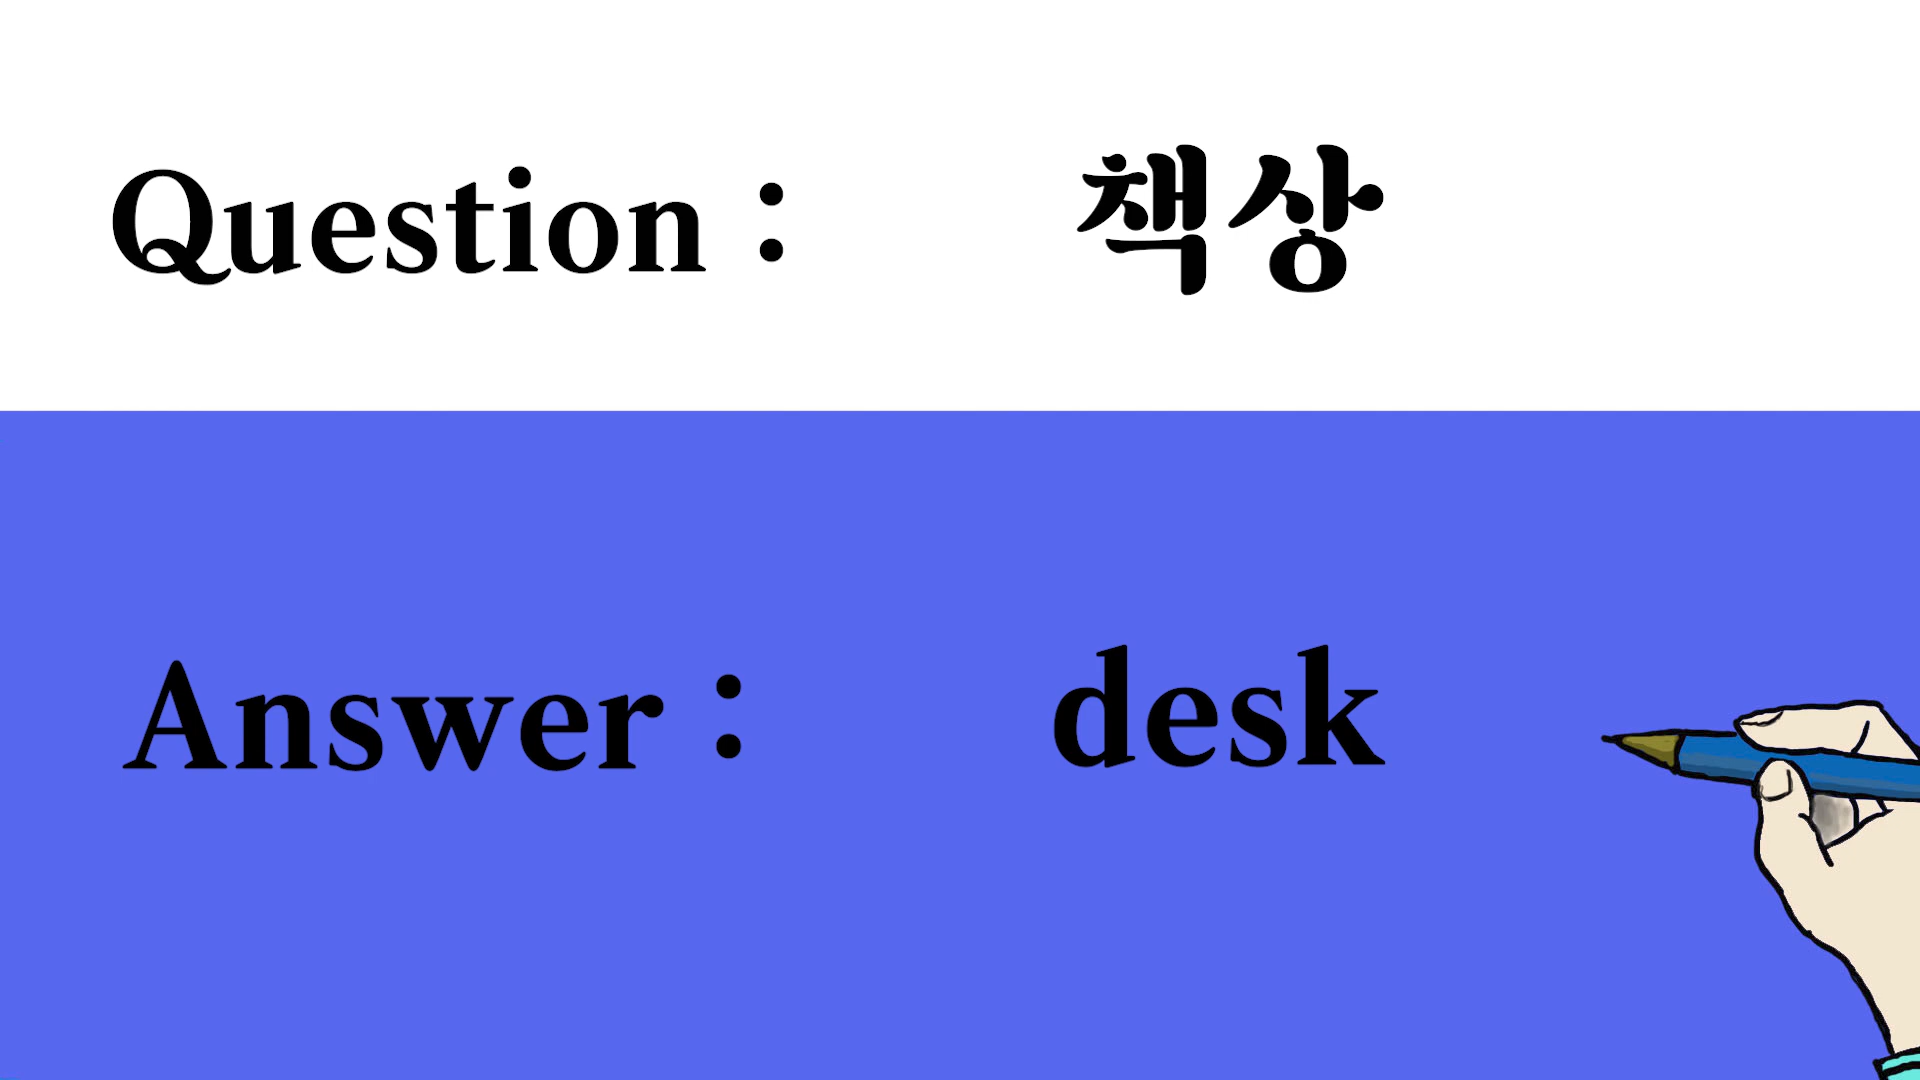 Question : 책상
Answer : desk